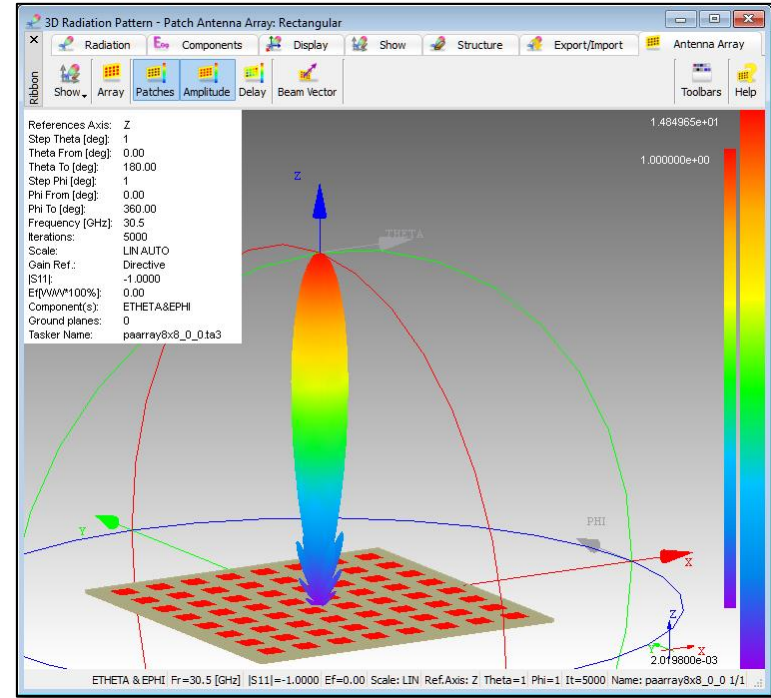 3D Radiation Pattern - Patch Antenna Array: Rectangular
Radiation Components Display Show Structure Export/Import Antenna Array
Ribbon
Show Array Patches Amplitude Delay Beam Vector Toolbars Help
References Axis: Z
Step Theta [deg]: 1
Theta From [deg]: 0.00
Theta To [deg]: 180.00
Step Phi [deg]: 1
Phi From [deg]: 0.00
Phi To [deg]: 360.00
Frequency [GHz]: 30.5
Iterations: 5000
Scale: LIN AUTO
Gain Ref.: Directive
|S11|: -1.0000
Ef[W/W*100%]: 0.00
Component(s): ETHETA&EPHI
Ground planes: 0
Tasker Name: paarray8x8_0_0.ta3
1.484965e+01
1.000000e+00
Z
THETA
Y
PHI
X
Z
Y
X
2.019800e-03
ETHETA & EPHI Fr=30.5 [GHz] |S11|=-1.0000 Ef=0.00 Scale: LIN Ref.Axis: Z Theta=1 Phi=1 It=5000 Name: paarray8x8_0_0 1/1